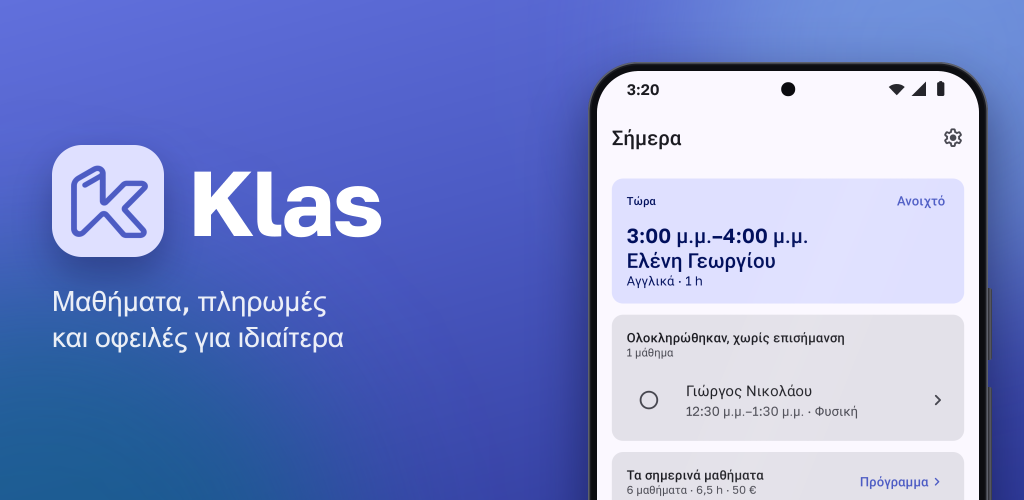 Klas
Μαθήματα, πληρωμές
και οφειλές για ιδιαίτερα
3:20
Σήμερα
Τώρα
Ανοιχτό
3:00 μ.μ.–4:00 μ.μ.
Ελένη Γεωργίου
Αγγλικά · 1 h
Ολοκληρώθηκαν, χωρίς επισήμανση
1 μάθημα
Γιώργος Νικολάου
12:30 μ.μ.–1:30 μ.μ. · Φυσική
Τα σημερινά μαθήματα
Πρόγραμμα
6 μαθήματα · 6,5 h · 50 €